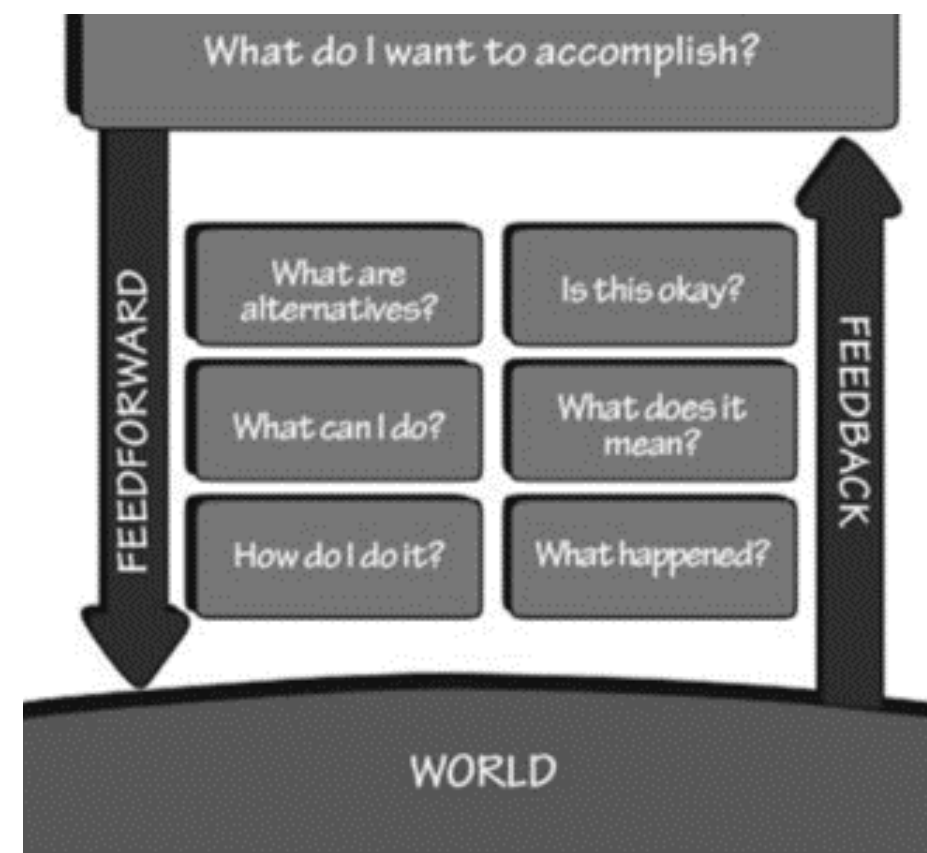 What do I want to accomplish?
FEEDFORWARD
What are
alternatives?
What can I do?
How do I do it?
Is this okay?
What does it
mean?
What happened?
FEEDBACK
WORLD